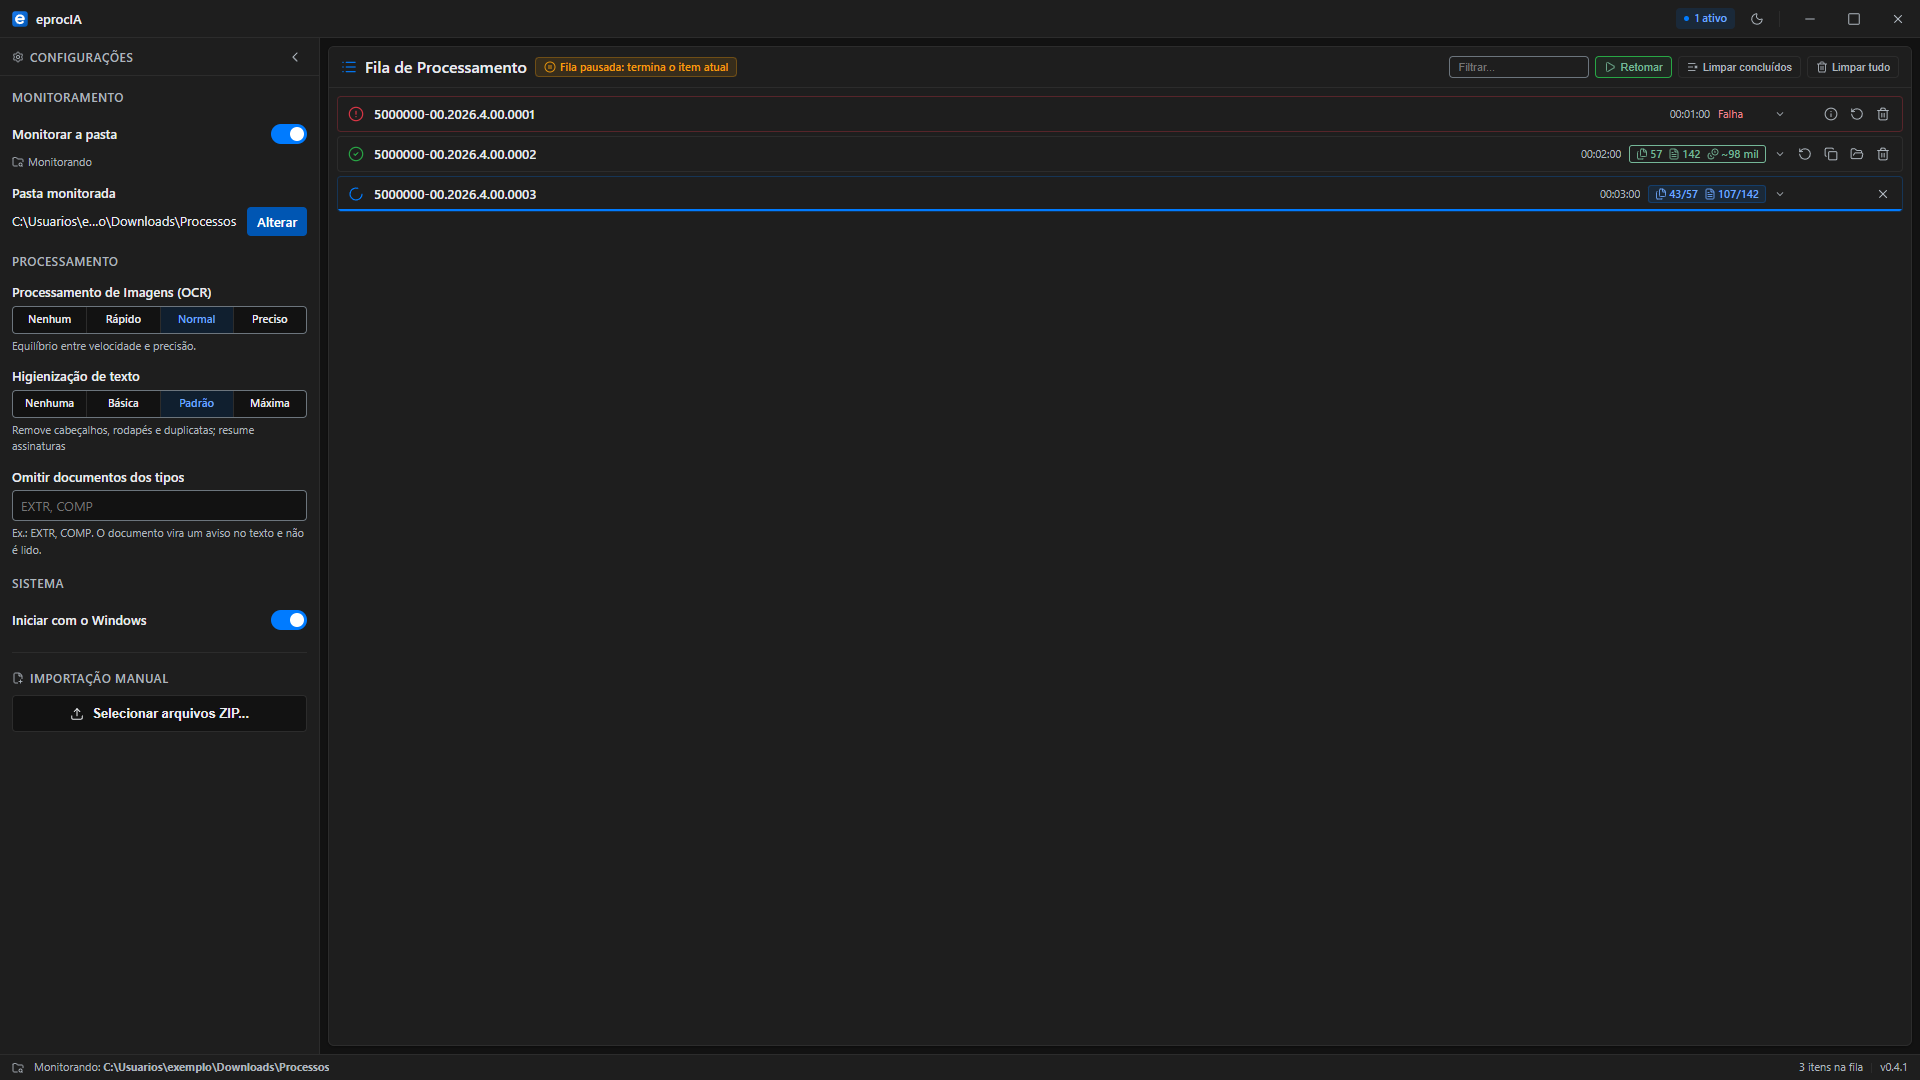 eprocIA
1 ativo
CONFIGURAÇÕES
MONITORAMENTO
Monitorar a pasta
Monitorando
Pasta monitorada
C:\Usuarios\e...o\Downloads\Processos
Alterar
PROCESSAMENTO
Processamento de Imagens (OCR)
Nenhum Rápido Normal Preciso
Equilíbrio entre velocidade e precisão.
Higienização de texto
Nenhuma Básica Padrão Máxima
Remove cabeçalhos, rodapés e duplicatas; resume
assinaturas
Omitir documentos dos tipos
EXTR, COMP
Ex.: EXTR, COMP. O documento vira um aviso no texto e não
é lido.
SISTEMA
Iniciar com o Windows
IMPORTAÇÃO MANUAL
Selecionar arquivos ZIP...
Fila de Processamento
Fila pausada: termina o item atual
Filtrar...
Retomar
Limpar concluídos
Limpar tudo
5000000-00.2026.4.00.0001 00:01:00 Falha
5000000-00.2026.4.00.0002 00:02:00 57 142 ~98 mil
5000000-00.2026.4.00.0003 00:03:00 43/57 107/142
Monitorando: C:\Usuarios\exemplo\Downloads\Processos
3 itens na fila
v0.4.1